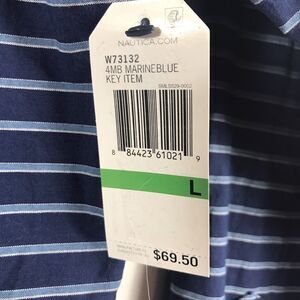 NAUTICA.COM
W73132
4MB MARINEBLUE
KEY ITEM
8 84423 61021 9
L
$69.50